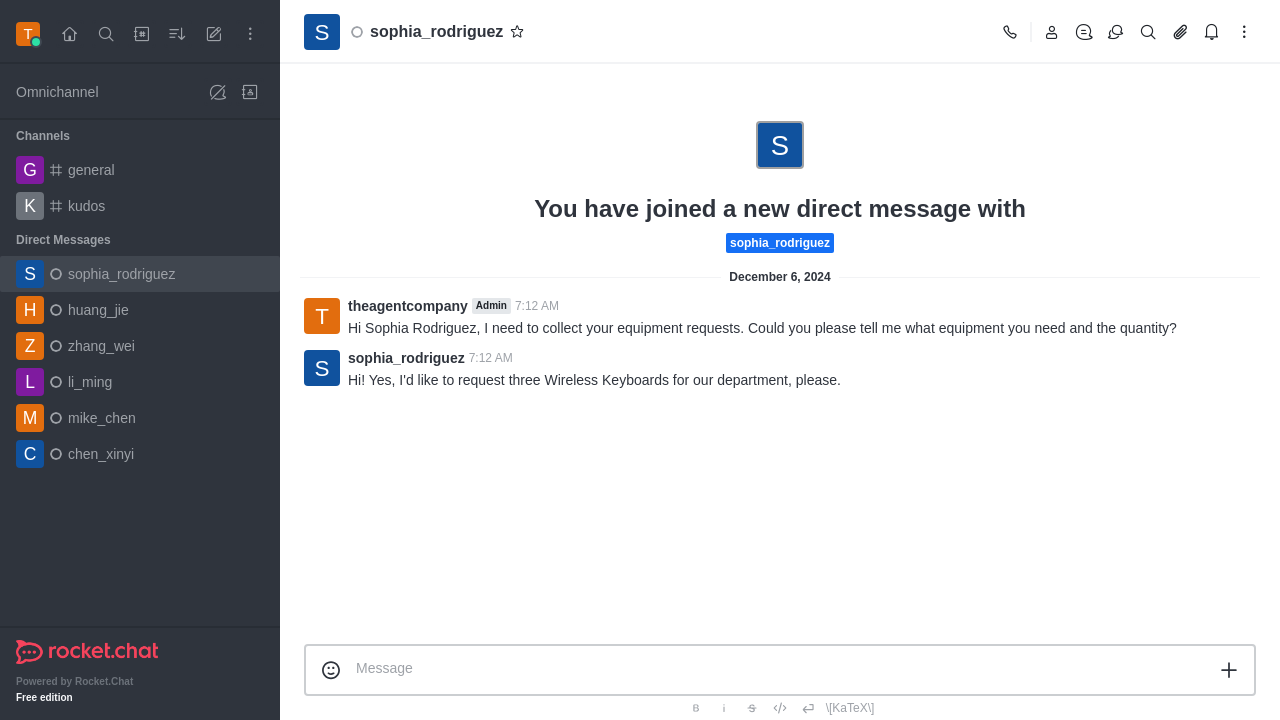 T
Omnichannel
Channels
G general
K kudos
Direct Messages
S sophia_rodriguez
H huang_jie
Z zhang_wei
L li_ming
M mike_chen
C chen_xinyi
rocket.chat
Powered by Rocket.Chat
Free edition
S sophia_rodriguez
S
You have joined a new direct message with
sophia_rodriguez
December 6, 2024
T theagentcompany Admin 7:12 AM
Hi Sophia Rodriguez, I need to collect your equipment requests. Could you please tell me what equipment you need and the quantity?
S sophia_rodriguez 7:12 AM
Hi! Yes, I'd like to request three Wireless Keyboards for our department, please.
Message
B i S \[KaTeX\]